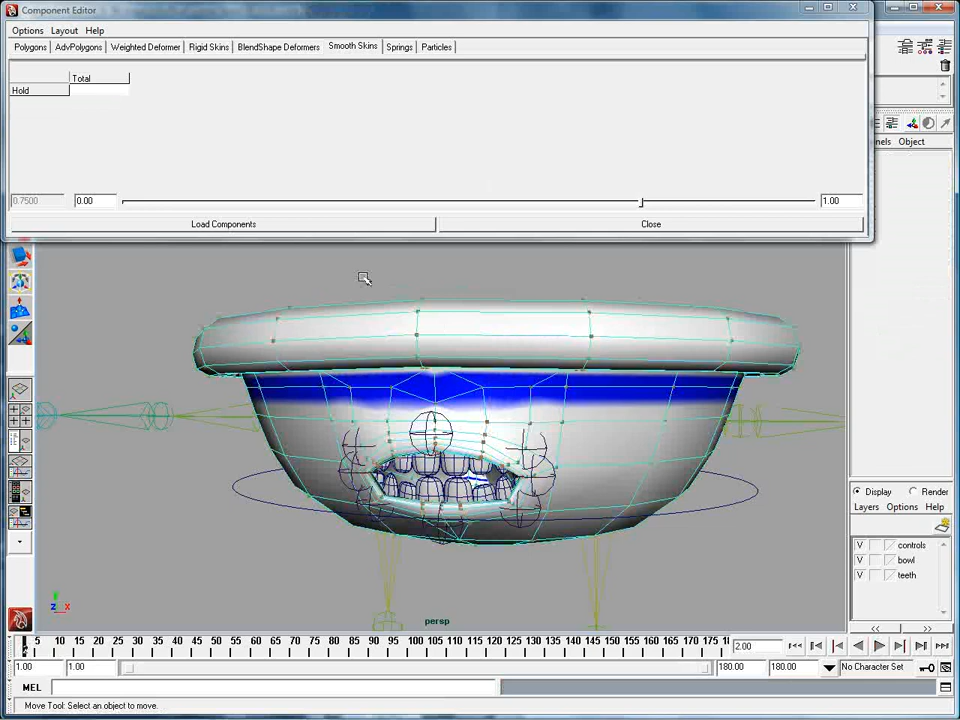 Component Editor
Options Layout Help
Polygons AdvPolygons Weighted Deformer Rigid Skins BlendShape Deformers Smooth Skins Springs Particles
Total
Hold
0.7500 0.00 1.00
Load Components Close
nels Object
Display Render
Layers Options Help
V controls
V bowl
V teeth
y
z x
persp
5 10 15 20 25 30 35 40 45 50 55 60 65 70 75 80 85 90 95 100 105 110 115 120 125 130 135 140 145 150 155 160 165 170 175 1 2.00
1.00 1.00 180.00 180.00 No Character Set
MEL
Move Tool: Select an object to move.